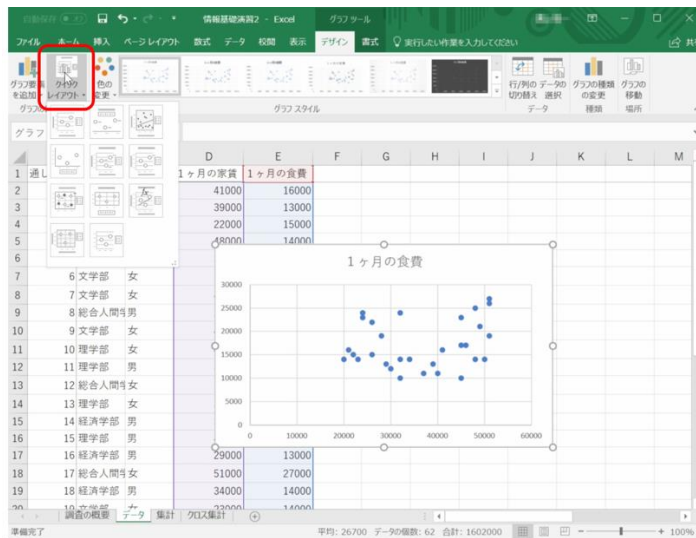 自動保存 オフ 情報基礎演習2 - Excel グラフ ツール
ファイル ホーム 挿入 ページ レイアウト 数式 データ 校閲 表示 デザイン 書式 実行したい作業を入力してください 共有
グラフ要素 を追加 クイック レイアウト 色の 変更 行/列の 切り替え データの 選択 グラフの種類 の変更 グラフの 移動
グラフ スタイル データ 種類 場所
グラフ
D E F G H I J K L M
1 通し 1ヶ月の家賃 1ヶ月の食費
2 41000 16000
3 39000 13000
4 22000 15000
5 48000 14000
6
7 6 文学部 女
8 7 文学部 女
9 8 総合人間学 男
10 9 文学部 女
11 10 理学部 女
12 11 理学部 男
13 12 総合人間学 女
14 13 理学部 女
15 14 経済学部 男
16 15 理学部 男
17 16 経済学部 男 29000 13000
18 17 総合人間学 女 51000 27000
19 18 経済学部 男 34000 14000
20 19 文学部 女 23000 14000
1ヶ月の食費
30000
25000
20000
15000
10000
5000
0
0 10000 20000 30000 40000 50000 60000
調査の概要 データ 集計 クロス集計
準備完了 平均: 26700 データの個数: 62 合計: 1602000 100%